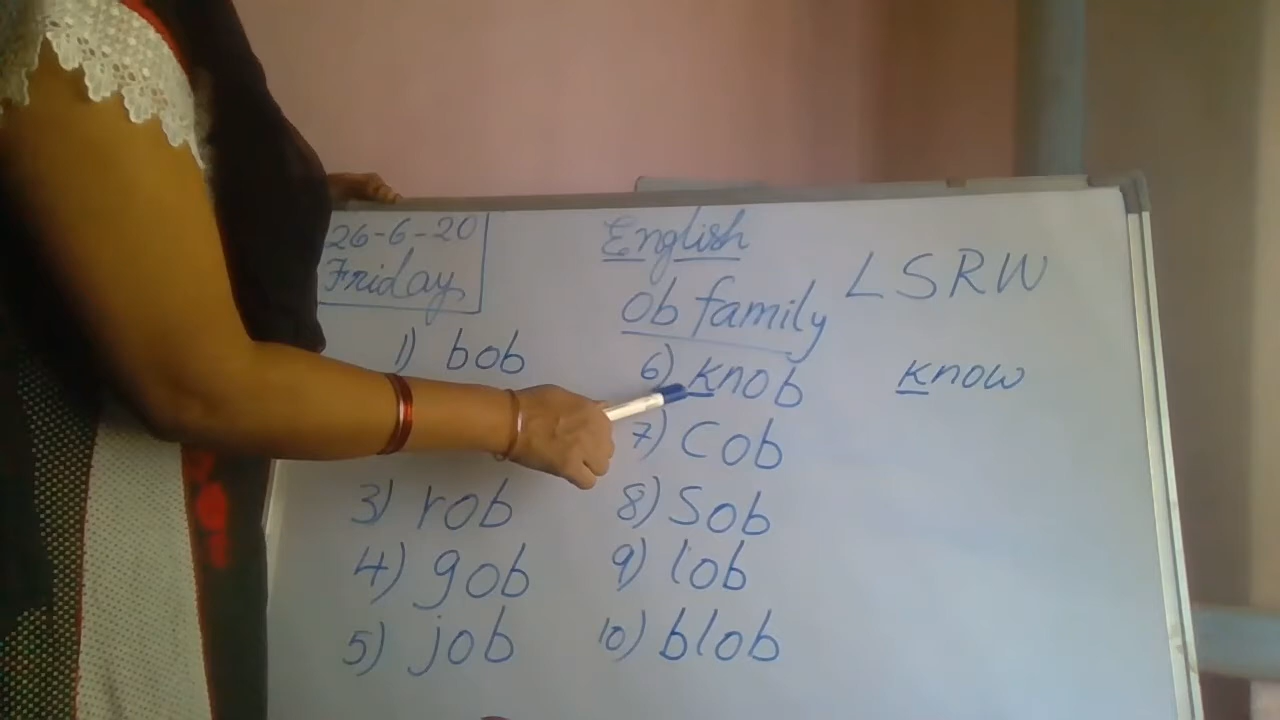 26-6-20
Friday
English
Ob family
LSRW
1) bob
3) rob
4) gob
5) job
6) knob
know
7) Cob
8) Sob
9) lob
10) blob